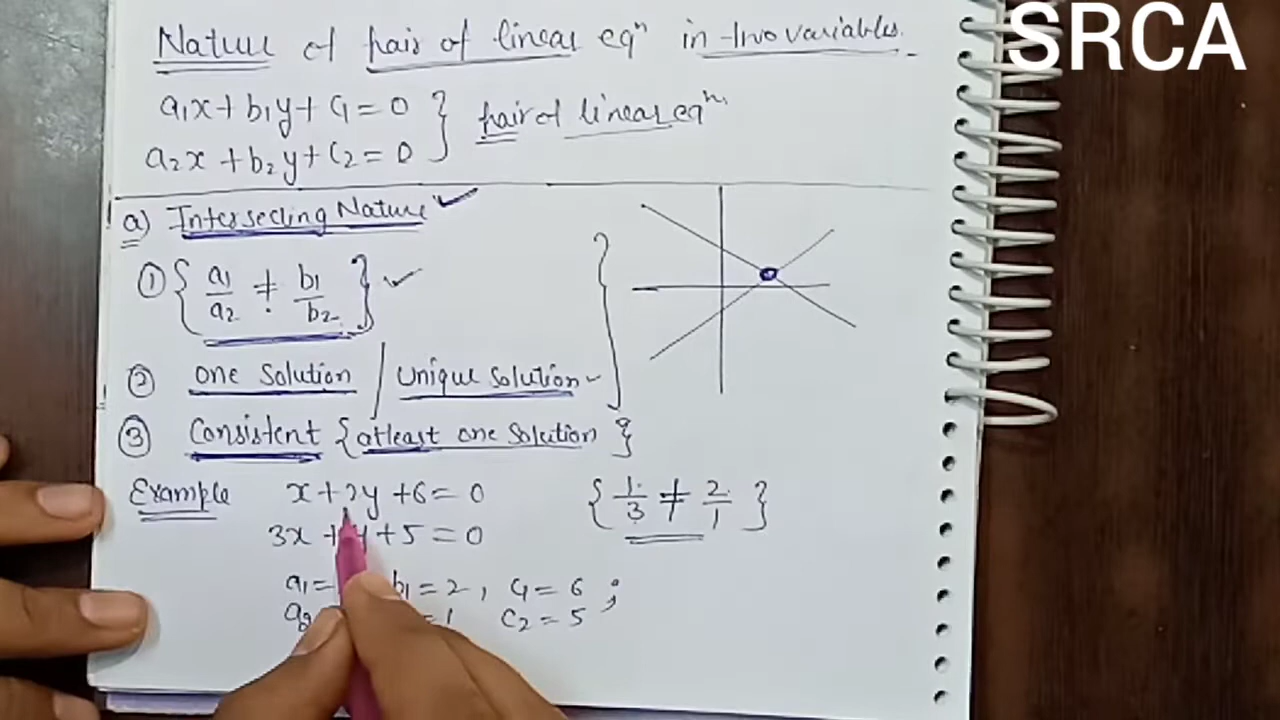 SRCA
Nature of pair of linear eqⁿ in two variables.
a₁x + b₁y + c₁ = 0
a₂x + b₂y + c₂ = 0 } pair of linear eqⁿ.
a) Intersecting Nature ✓
① { a₁/a₂ ≠ b₁/b₂ } ✓
② one Solution / Unique Solution
③ Consistent { atleast one Solution }
Example x + 2y + 6 = 0 { 1/3 ≠ 2/1 }
3x + y + 5 = 0
a₁ = b₁ = 2, c₁ = 6 ;
a₂ = 1 c₂ = 5